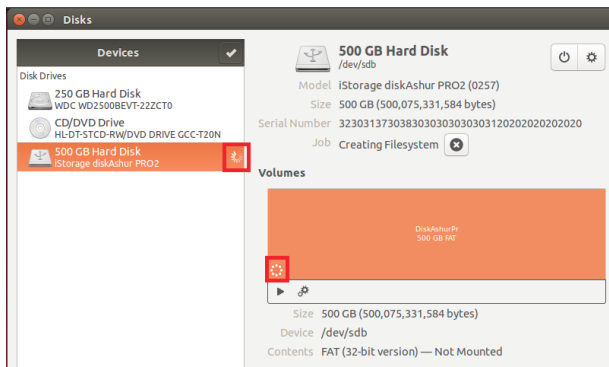 Disks
Devices
Disk Drives
250 GB Hard Disk
WDC WD2500BEVT-22ZCT0
CD/DVD Drive
HL-DT-STCD-RW/DVD DRIVE GCC-T20N
500 GB Hard Disk
iStorage diskAshur PRO2
500 GB Hard Disk
/dev/sdb
Model iStorage diskAshur PRO2 (0257)
Size 500 GB (500,075,331,584 bytes)
Serial Number 32303137303830303030303031202020202020
Job Creating Filesystem
Volumes
DiskAshurPr
500 GB FAT
Size 500 GB (500,075,331,584 bytes)
Device /dev/sdb
Contents FAT (32-bit version) — Not Mounted